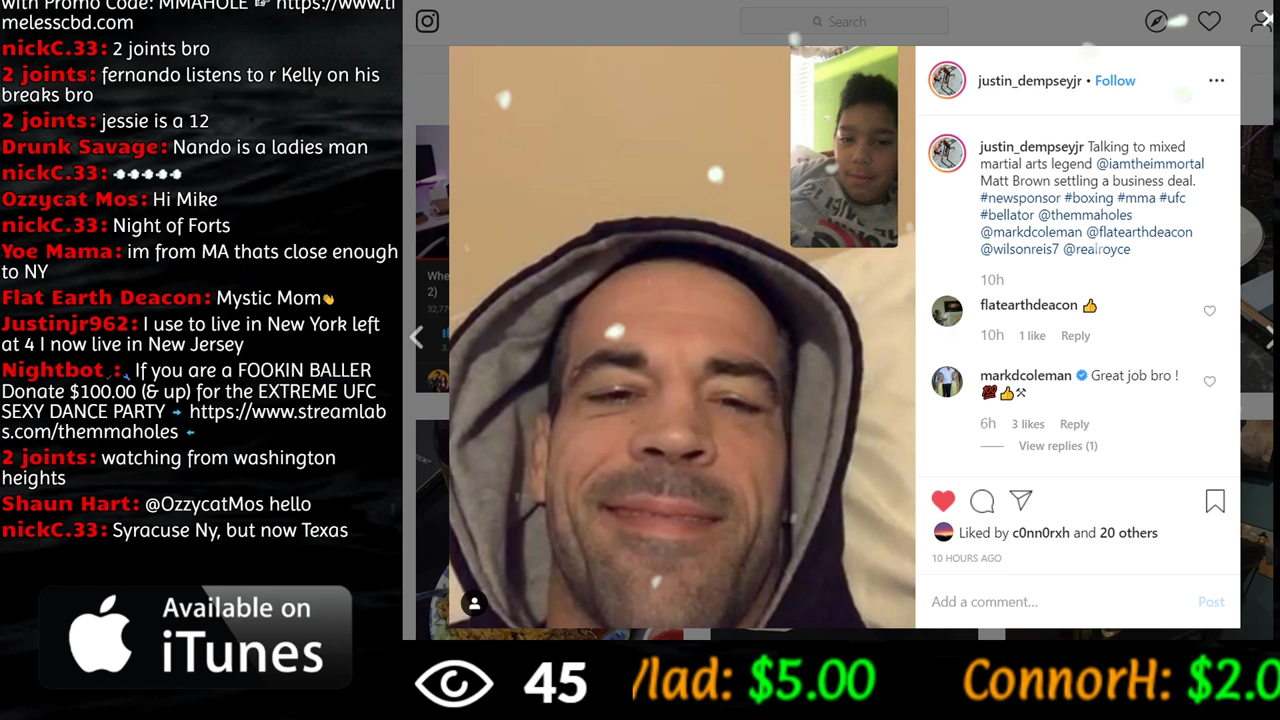 with Promo Code: MMAHOLE 👉 https://www.ti
melesscbd.com
nickC.33: 2 joints bro
2 joints: fernando listens to r Kelly on his
breaks bro
2 joints: jessie is a 12
Drunk Savage: Nando is a ladies man
nickC.33:
Ozzycat Mos: Hi Mike
nickC.33: Night of Forts
Yoe Mama: im from MA thats close enough
to NY
Flat Earth Deacon: Mystic Mom👋
Justinjr962: I use to live in New York left
at 4 I now live in New Jersey
Nightbot : If you are a FOOKIN BALLER
Donate $100.00 (& up) for the EXTREME UFC
SEXY DANCE PARTY → https://www.streamlab
s.com/themmaholes ←
2 joints: watching from washington
heights
Shaun Hart: @OzzycatMos hello
nickC.33: Syracuse Ny, but now Texas
Available on
iTunes
Search
justin_dempseyjr • Follow
justin_dempseyjr Talking to mixed
martial arts legend @iamtheimmortal
Matt Brown settling a business deal.
#newsponsor #boxing #mma #ufc
#bellator @themmaholes
@markdcoleman @flatearthdeacon
@wilsonreis7 @realroyce
10h
flatearthdeacon 👍
10h 1 like Reply
markdcoleman Great job bro !
💯👍⚒
6h 3 likes Reply
View replies (1)
Liked by c0nn0rxh and 20 others
10 HOURS AGO
Add a comment... Post
45 /lad: $5.00 ConnorH: $2.0